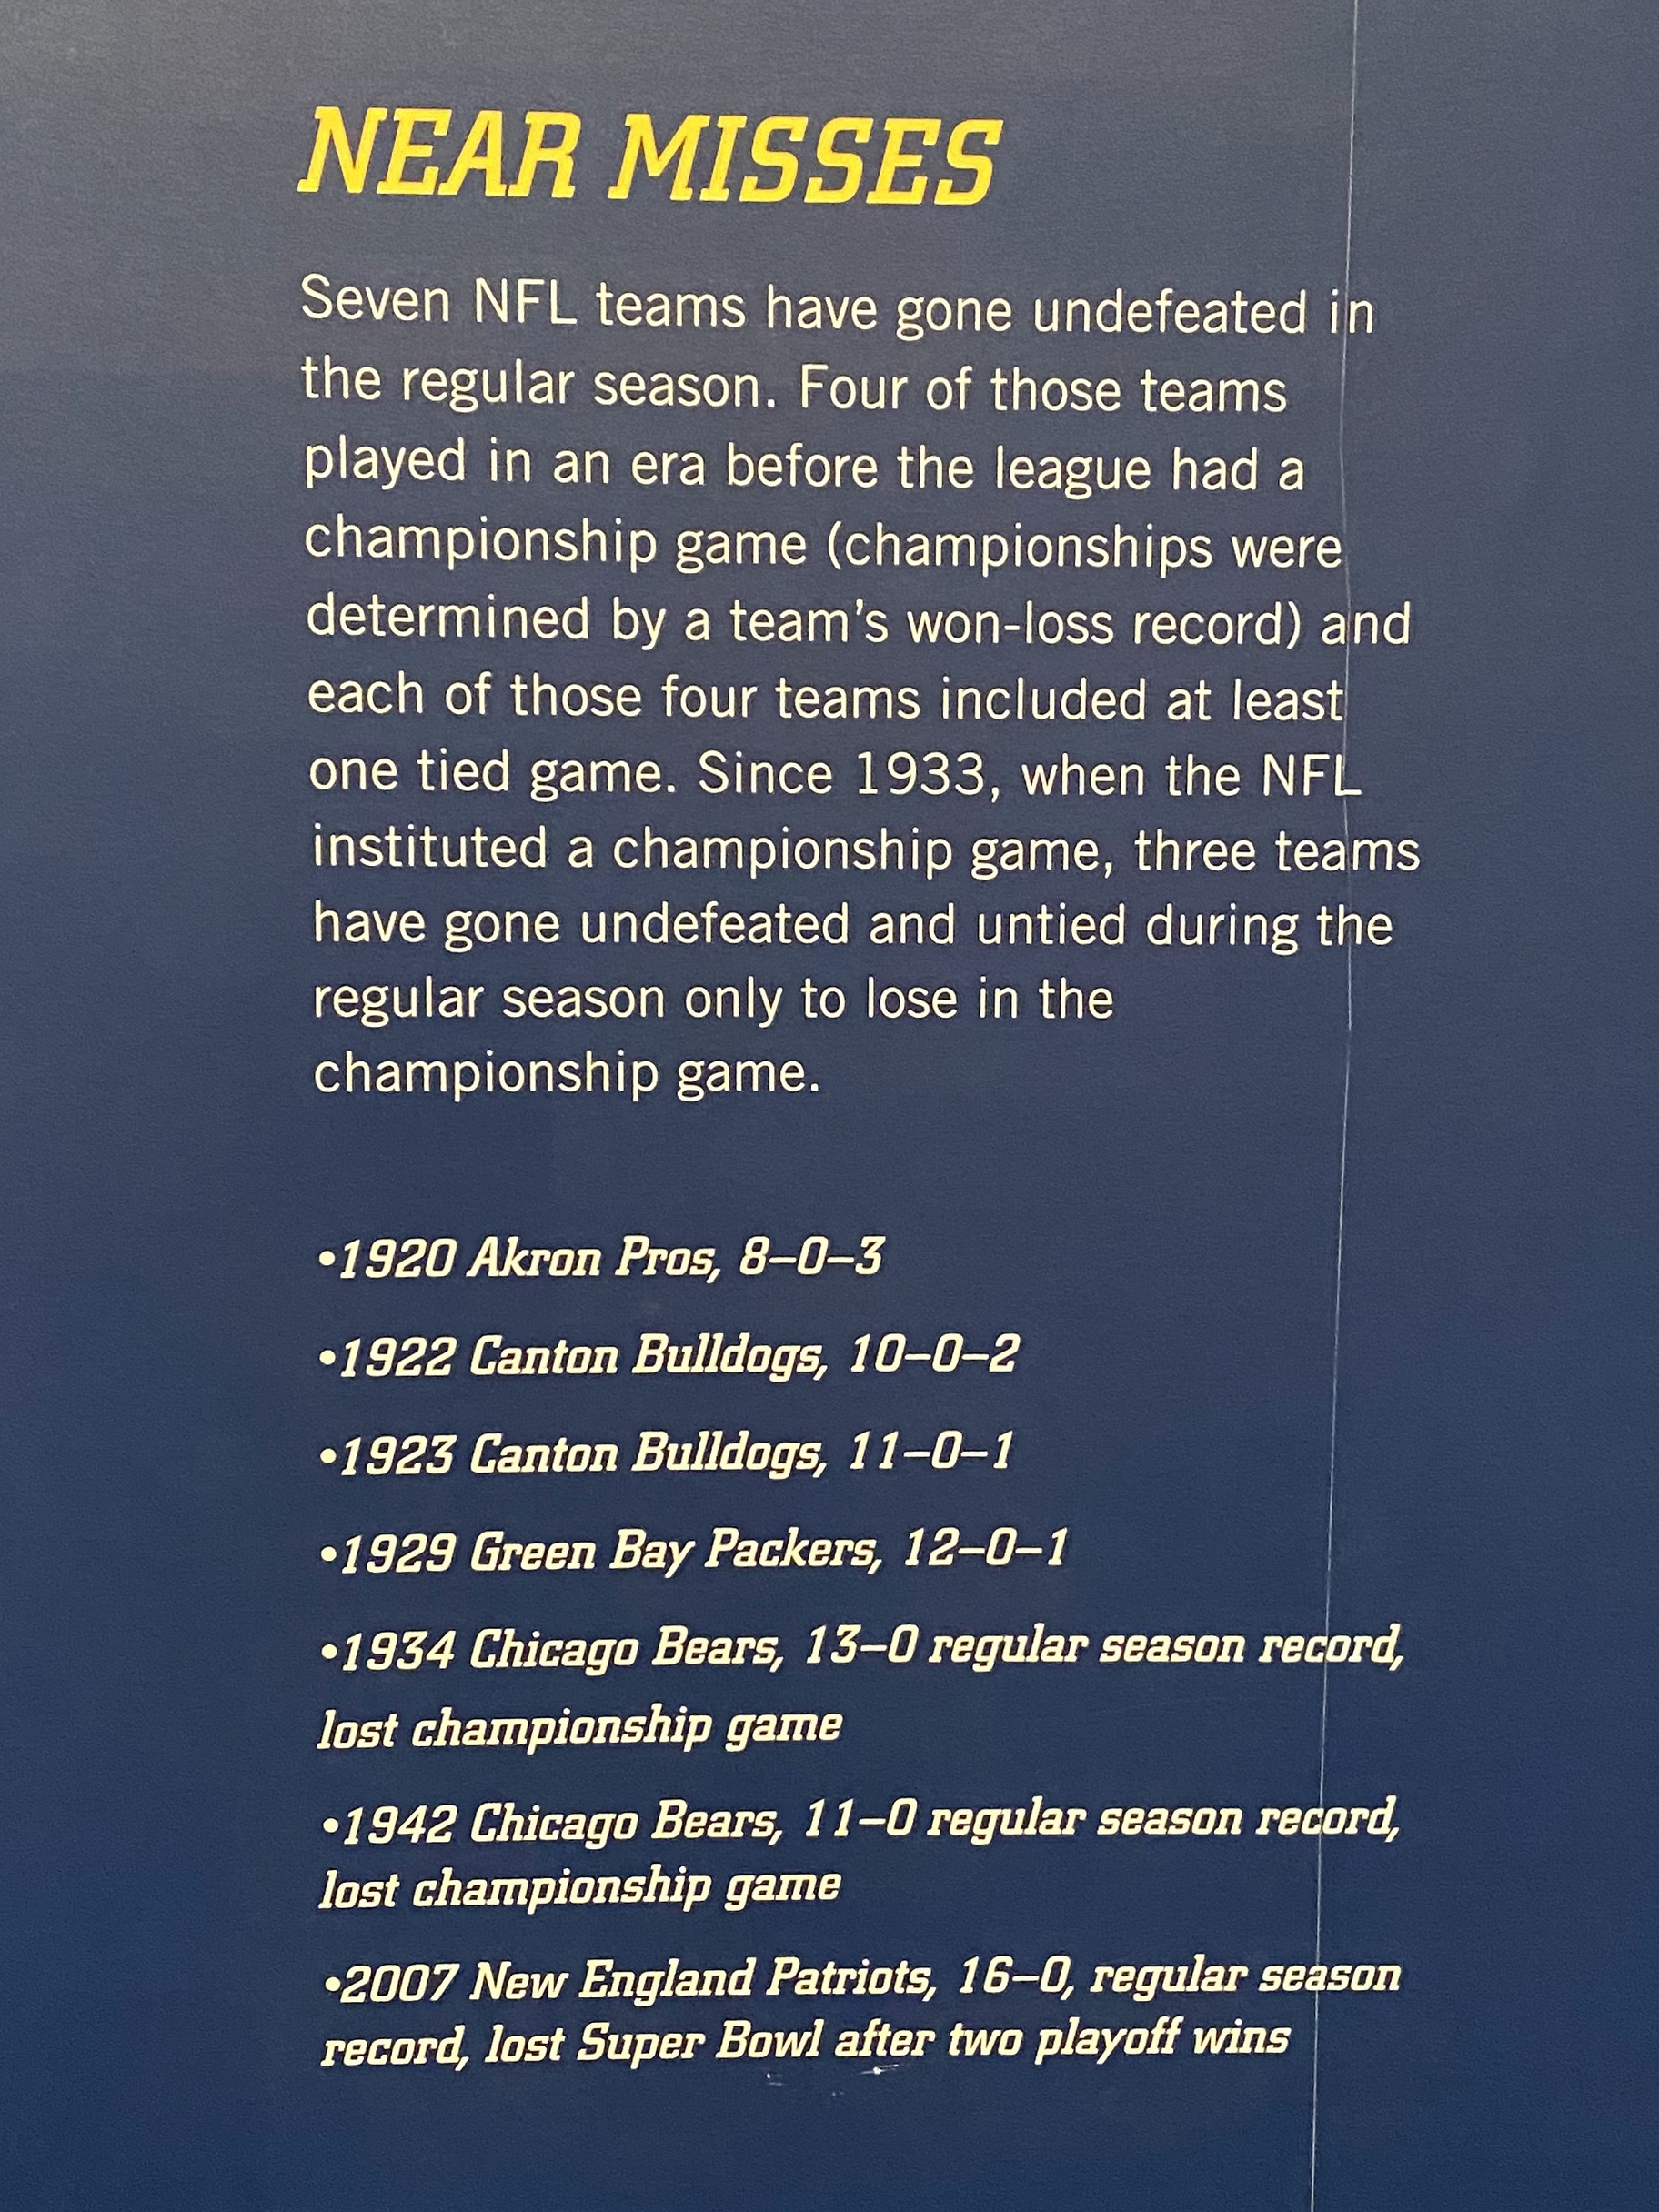 NEAR MISSES
Seven NFL teams have gone undefeated in
the regular season. Four of those teams
played in an era before the league had a
championship game (championships were
determined by a team's won-loss record) and
each of those four teams included at least
one tied game. Since 1933, when the NFL
instituted a championship game, three teams
have gone undefeated and untied during the
regular season only to lose in the
championship game.
•1920 Akron Pros, 8–0–3
•1922 Canton Bulldogs, 10–0–2
•1923 Canton Bulldogs, 11–0–1
•1929 Green Bay Packers, 12–0–1
•1934 Chicago Bears, 13–0 regular season record,
lost championship game
•1942 Chicago Bears, 11–0 regular season record,
lost championship game
•2007 New England Patriots, 16–0, regular season
record, lost Super Bowl after two playoff wins